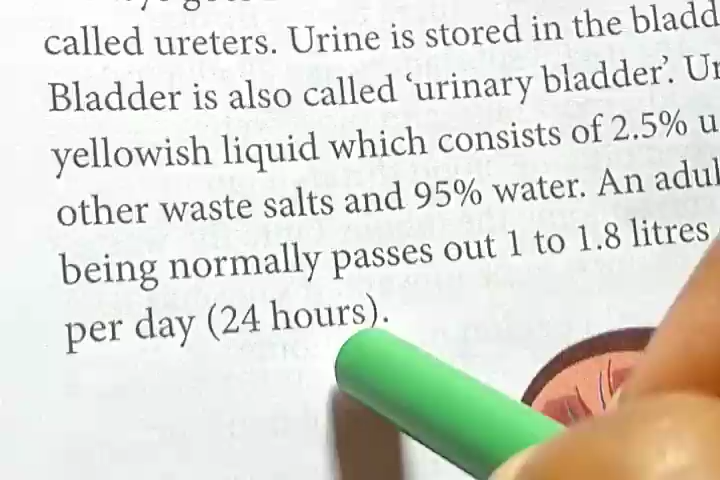 called ureters. Urine is stored in the bladd
Bladder is also called ‘urinary bladder’. Ur
yellowish liquid which consists of 2.5% u
other waste salts and 95% water. An adul
being normally passes out 1 to 1.8 litres
per day (24 hours).